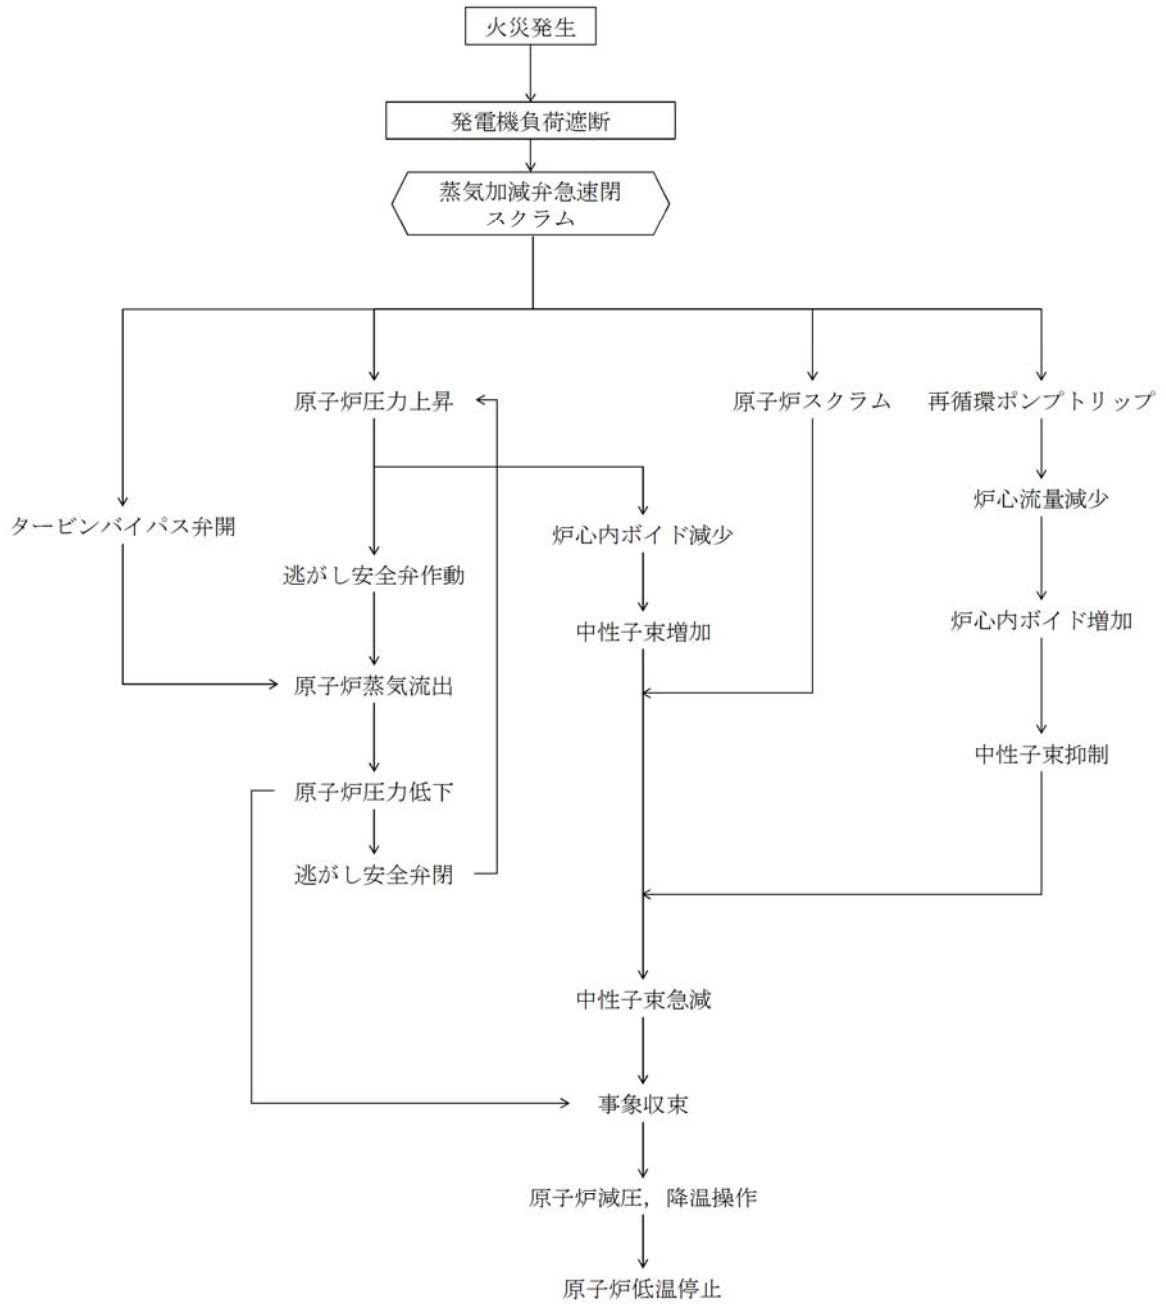 火災発生
発電機負荷遮断
蒸気加減弁急速閉
スクラム
原子炉圧力上昇
原子炉スクラム
再循環ポンプトリップ
炉心流量減少
タービンバイパス弁開
炉心内ボイド減少
逃がし安全弁作動
炉心内ボイド増加
中性子束増加
原子炉蒸気流出
中性子束抑制
原子炉圧力低下
逃がし安全弁閉
中性子束急減
事象収束
原子炉減圧，降温操作
原子炉低温停止